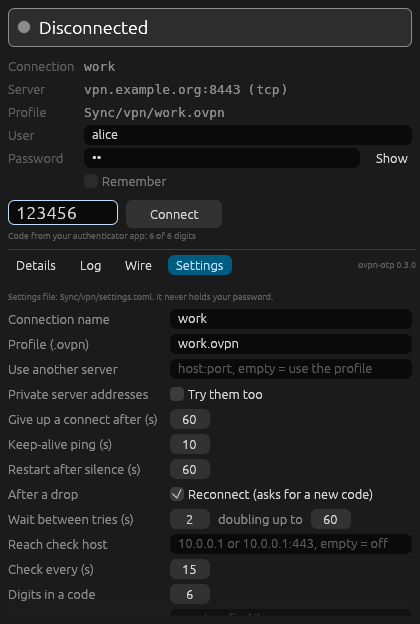 Disconnected
Connection work
Server vpn.example.org:8443 (tcp)
Profile Sync/vpn/work.ovpn
User alice
Password •• Show
Remember
123456 Connect
Code from your authenticator app: 6 of 6 digits
Details Log Wire Settings ovpn-otp 0.3.0
Settings file: Sync/vpn/settings.toml. It never holds your password.
Connection name work
Profile (.ovpn) work.ovpn
Use another server host:port, empty = use the profile
Private server addresses Try them too
Give up a connect after (s) 60
Keep-alive ping (s) 10
Restart after silence (s) 60
After a drop Reconnect (asks for a new code)
Wait between tries (s) 2 doubling up to 60
Reach check host 10.0.0.1 or 10.0.0.1:443, empty = off
Check every (s) 15
Digits in a code 6